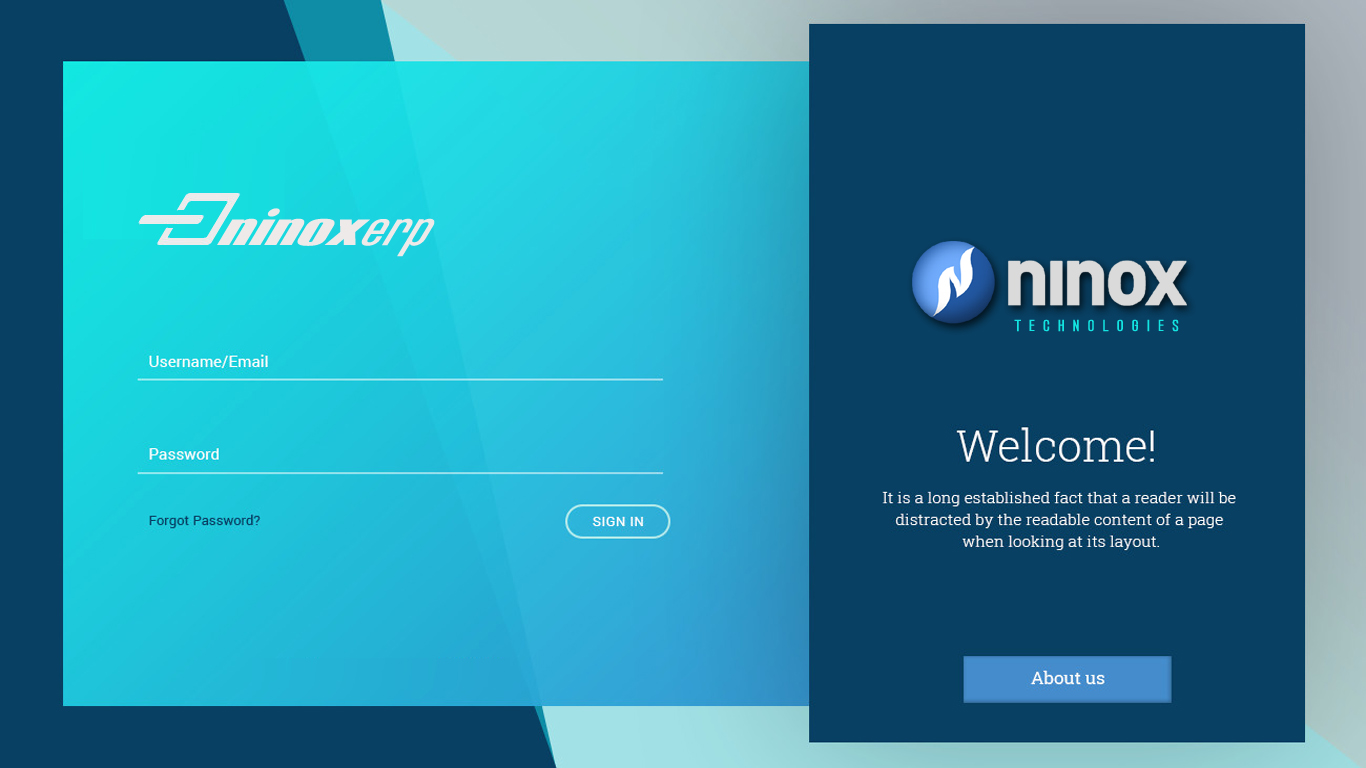 ninoxerp
Username/Email
Password
Forgot Password?
SIGN IN
ninox
TECHNOLOGIES
Welcome!
It is a long established fact that a reader will be
distracted by the readable content of a page
when looking at its layout.
About us